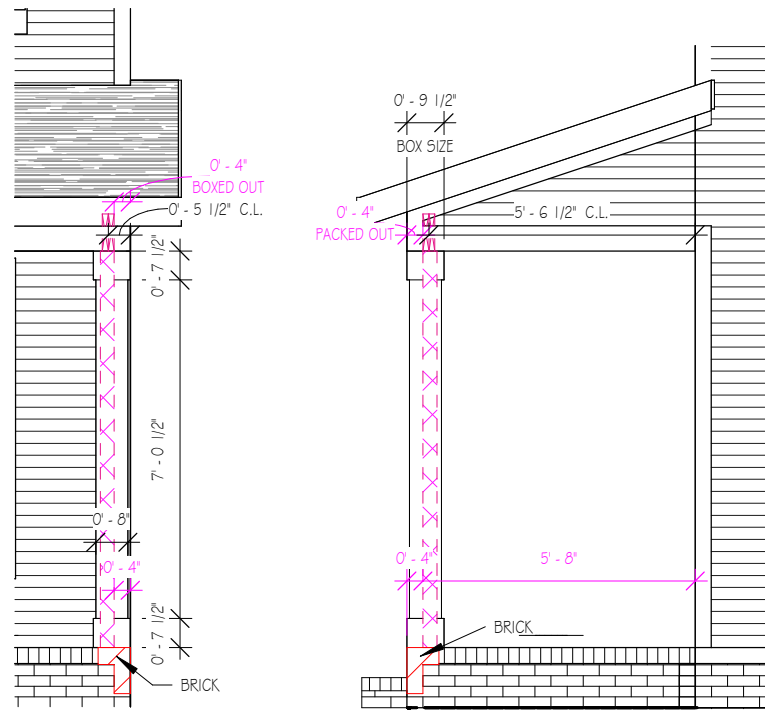 0' - 9 1/2"
BOX SIZE
0' - 4"
BOXED OUT
0' - 5 1/2" C.L.
0' - 4"
PACKED OUT
5' - 6 1/2" C.L.
0' - 7 1/2"
7' - 0 1/2"
0' - 8"
0' - 4"
0' - 4"
5' - 8"
0' - 7 1/2"
BRICK
BRICK